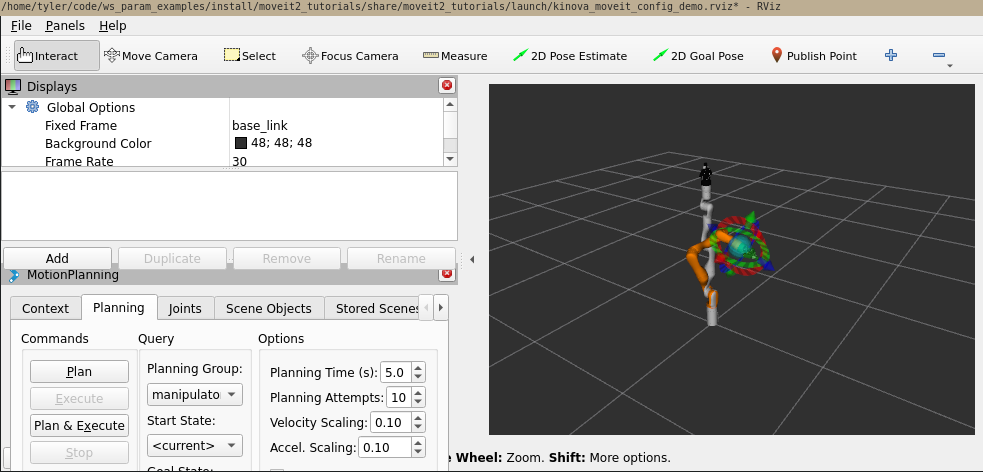 /home/tyler/code/ws_param_examples/install/moveit2_tutorials/share/moveit2_tutorials/launch/kinova_moveit_config_demo.rviz* - RViz
File Panels Help
Interact Move Camera Select Focus Camera Measure 2D Pose Estimate 2D Goal Pose Publish Point
Displays
Global Options
Fixed Frame base_link
Background Color 48; 48; 48
Frame Rate 30
Add Duplicate Remove Rename
MotionPlanning
Context Planning Joints Scene Objects Stored Scenes
Commands Query Options
Plan
Execute
Plan & Execute
Stop
Planning Group:
manipulato
Start State:
<current>
Goal State:
Planning Time (s): 5.0
Planning Attempts: 10
Velocity Scaling: 0.10
Accel. Scaling: 0.10
Wheel: Zoom. Shift: More options.